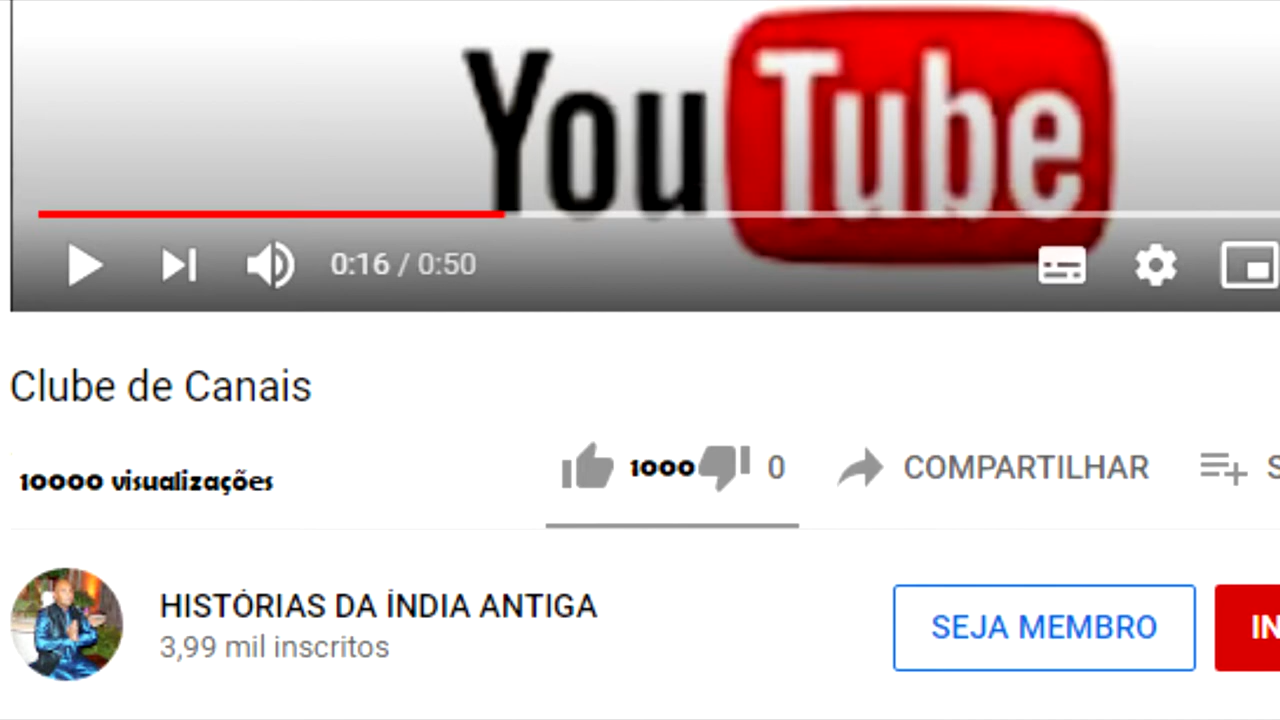 YouTube
0:16 / 0:50
Clube de Canais
10000 visualizações
1000 0 COMPARTILHAR S
HISTÓRIAS DA ÍNDIA ANTIGA
3,99 mil inscritos
SEJA MEMBRO
IN